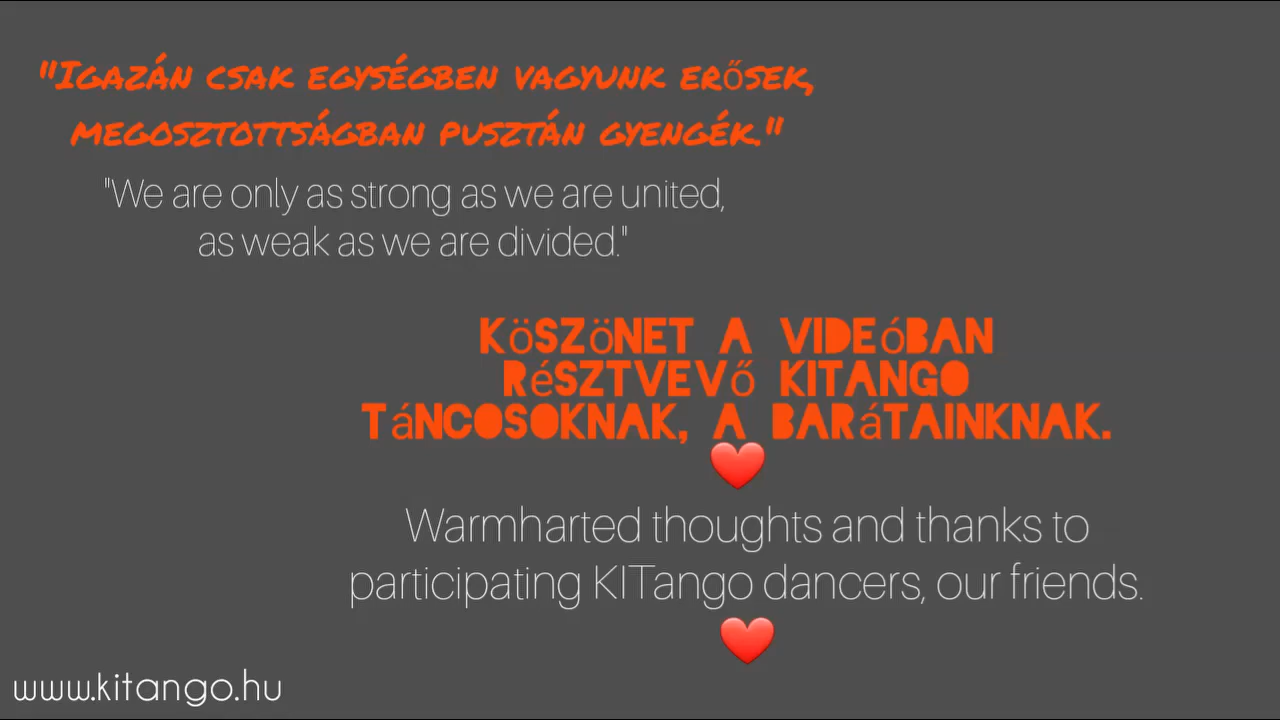 "Igazán csak egységben vagyunk erősek,
megosztottságban pusztán gyengék."
"We are only as strong as we are united,
as weak as we are divided."
KöSZöNET A VIDEóBAN
RéSZTVEVő KITANGO
TáNCOSOKNAK, A BARáTAINKNAK.
❤️
Warmharted thoughts and thanks to
participating KITango dancers, our friends.
❤️
www.kitango.hu